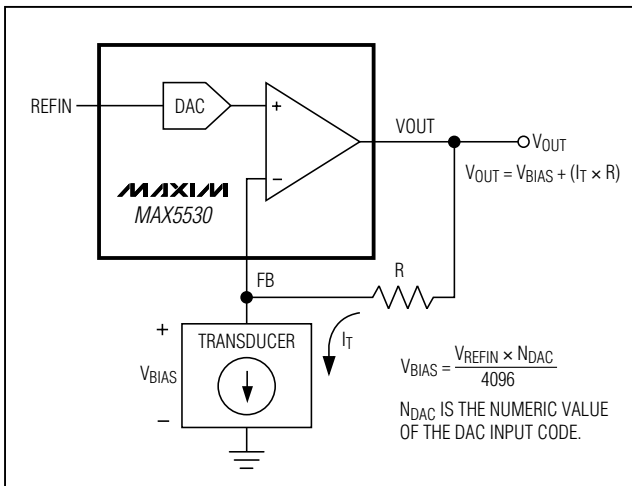 REFIN
DAC
+
−
VOUT
VOUT
VOUT = VBIAS + (IT × R)
MAXIM
MAX5530
FB
R
+
TRANSDUCER
IT
VBIAS
−
VBIAS = VREFIN × NDAC
4096
NDAC IS THE NUMERIC VALUE
OF THE DAC INPUT CODE.